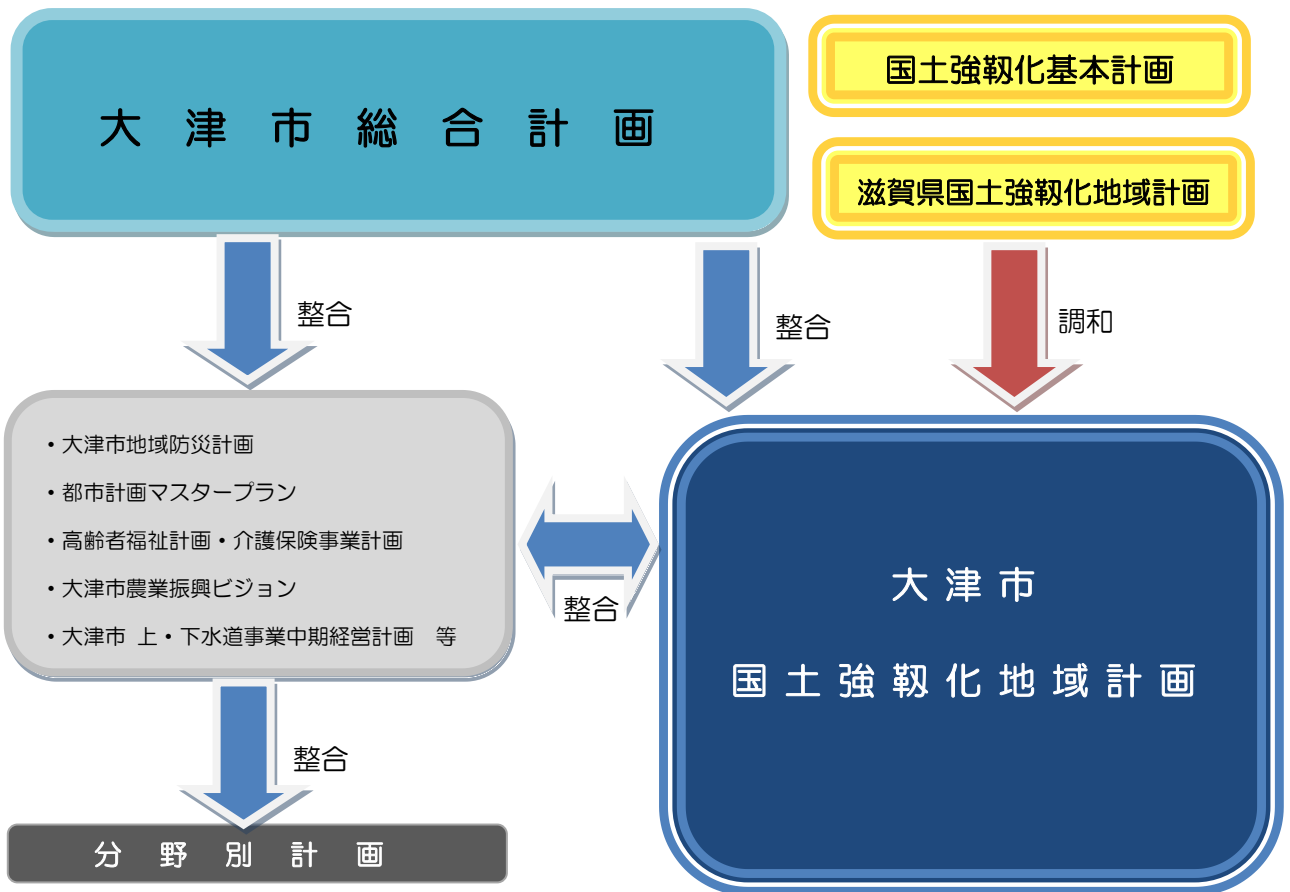 大津市総合計画
国土強靱化基本計画
滋賀県国土強靱化地域計画
整合
整合
調和
・大津市地域防災計画
・都市計画マスタープラン
・高齢者福祉計画・介護保険事業計画
・大津市農業振興ビジョン
・大津市 上・下水道事業中期経営計画　等
整合
大津市
国土強靱化地域計画
整合
分野別計画